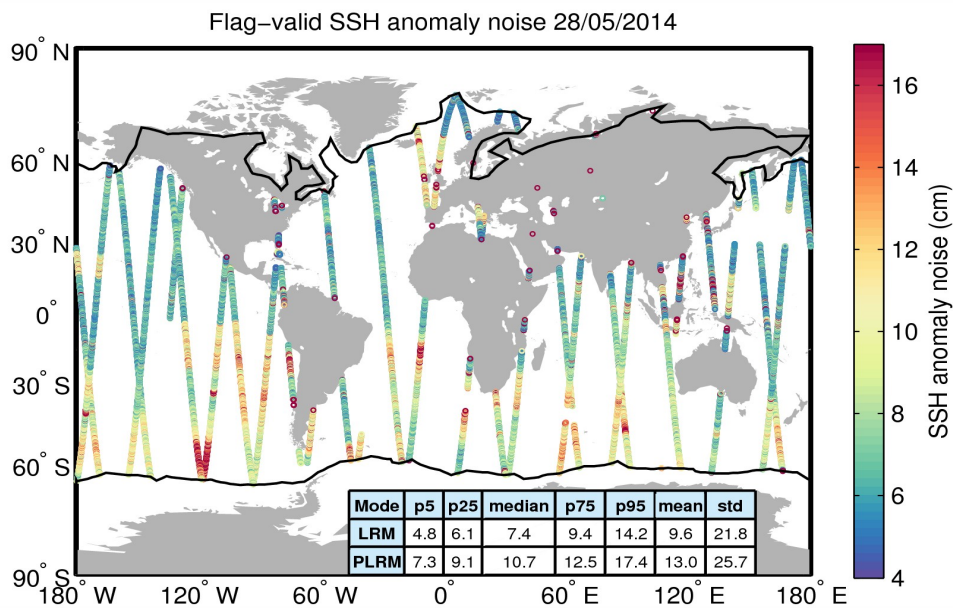 Flag−valid SSH anomaly noise 28/05/2014
90° N
60° N
30° N
0°
30° S
60° S
90° S
180° W 120° W 60° W 0° 60° E 120° E 180° E
Mode p5 p25 median p75 p95 mean std
LRM 4.8 6.1 7.4 9.4 14.2 9.6 21.8
PLRM 7.3 9.1 10.7 12.5 17.4 13.0 25.7
16
14
12
10
8
6
4
SSH anomaly noise (cm)